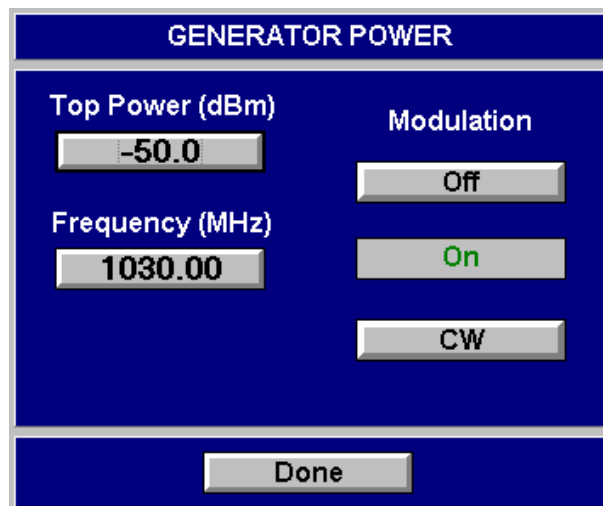 GENERATOR POWER
Top Power (dBm)
-50.0
Frequency (MHz)
1030.00
Modulation
Off
On
CW
Done